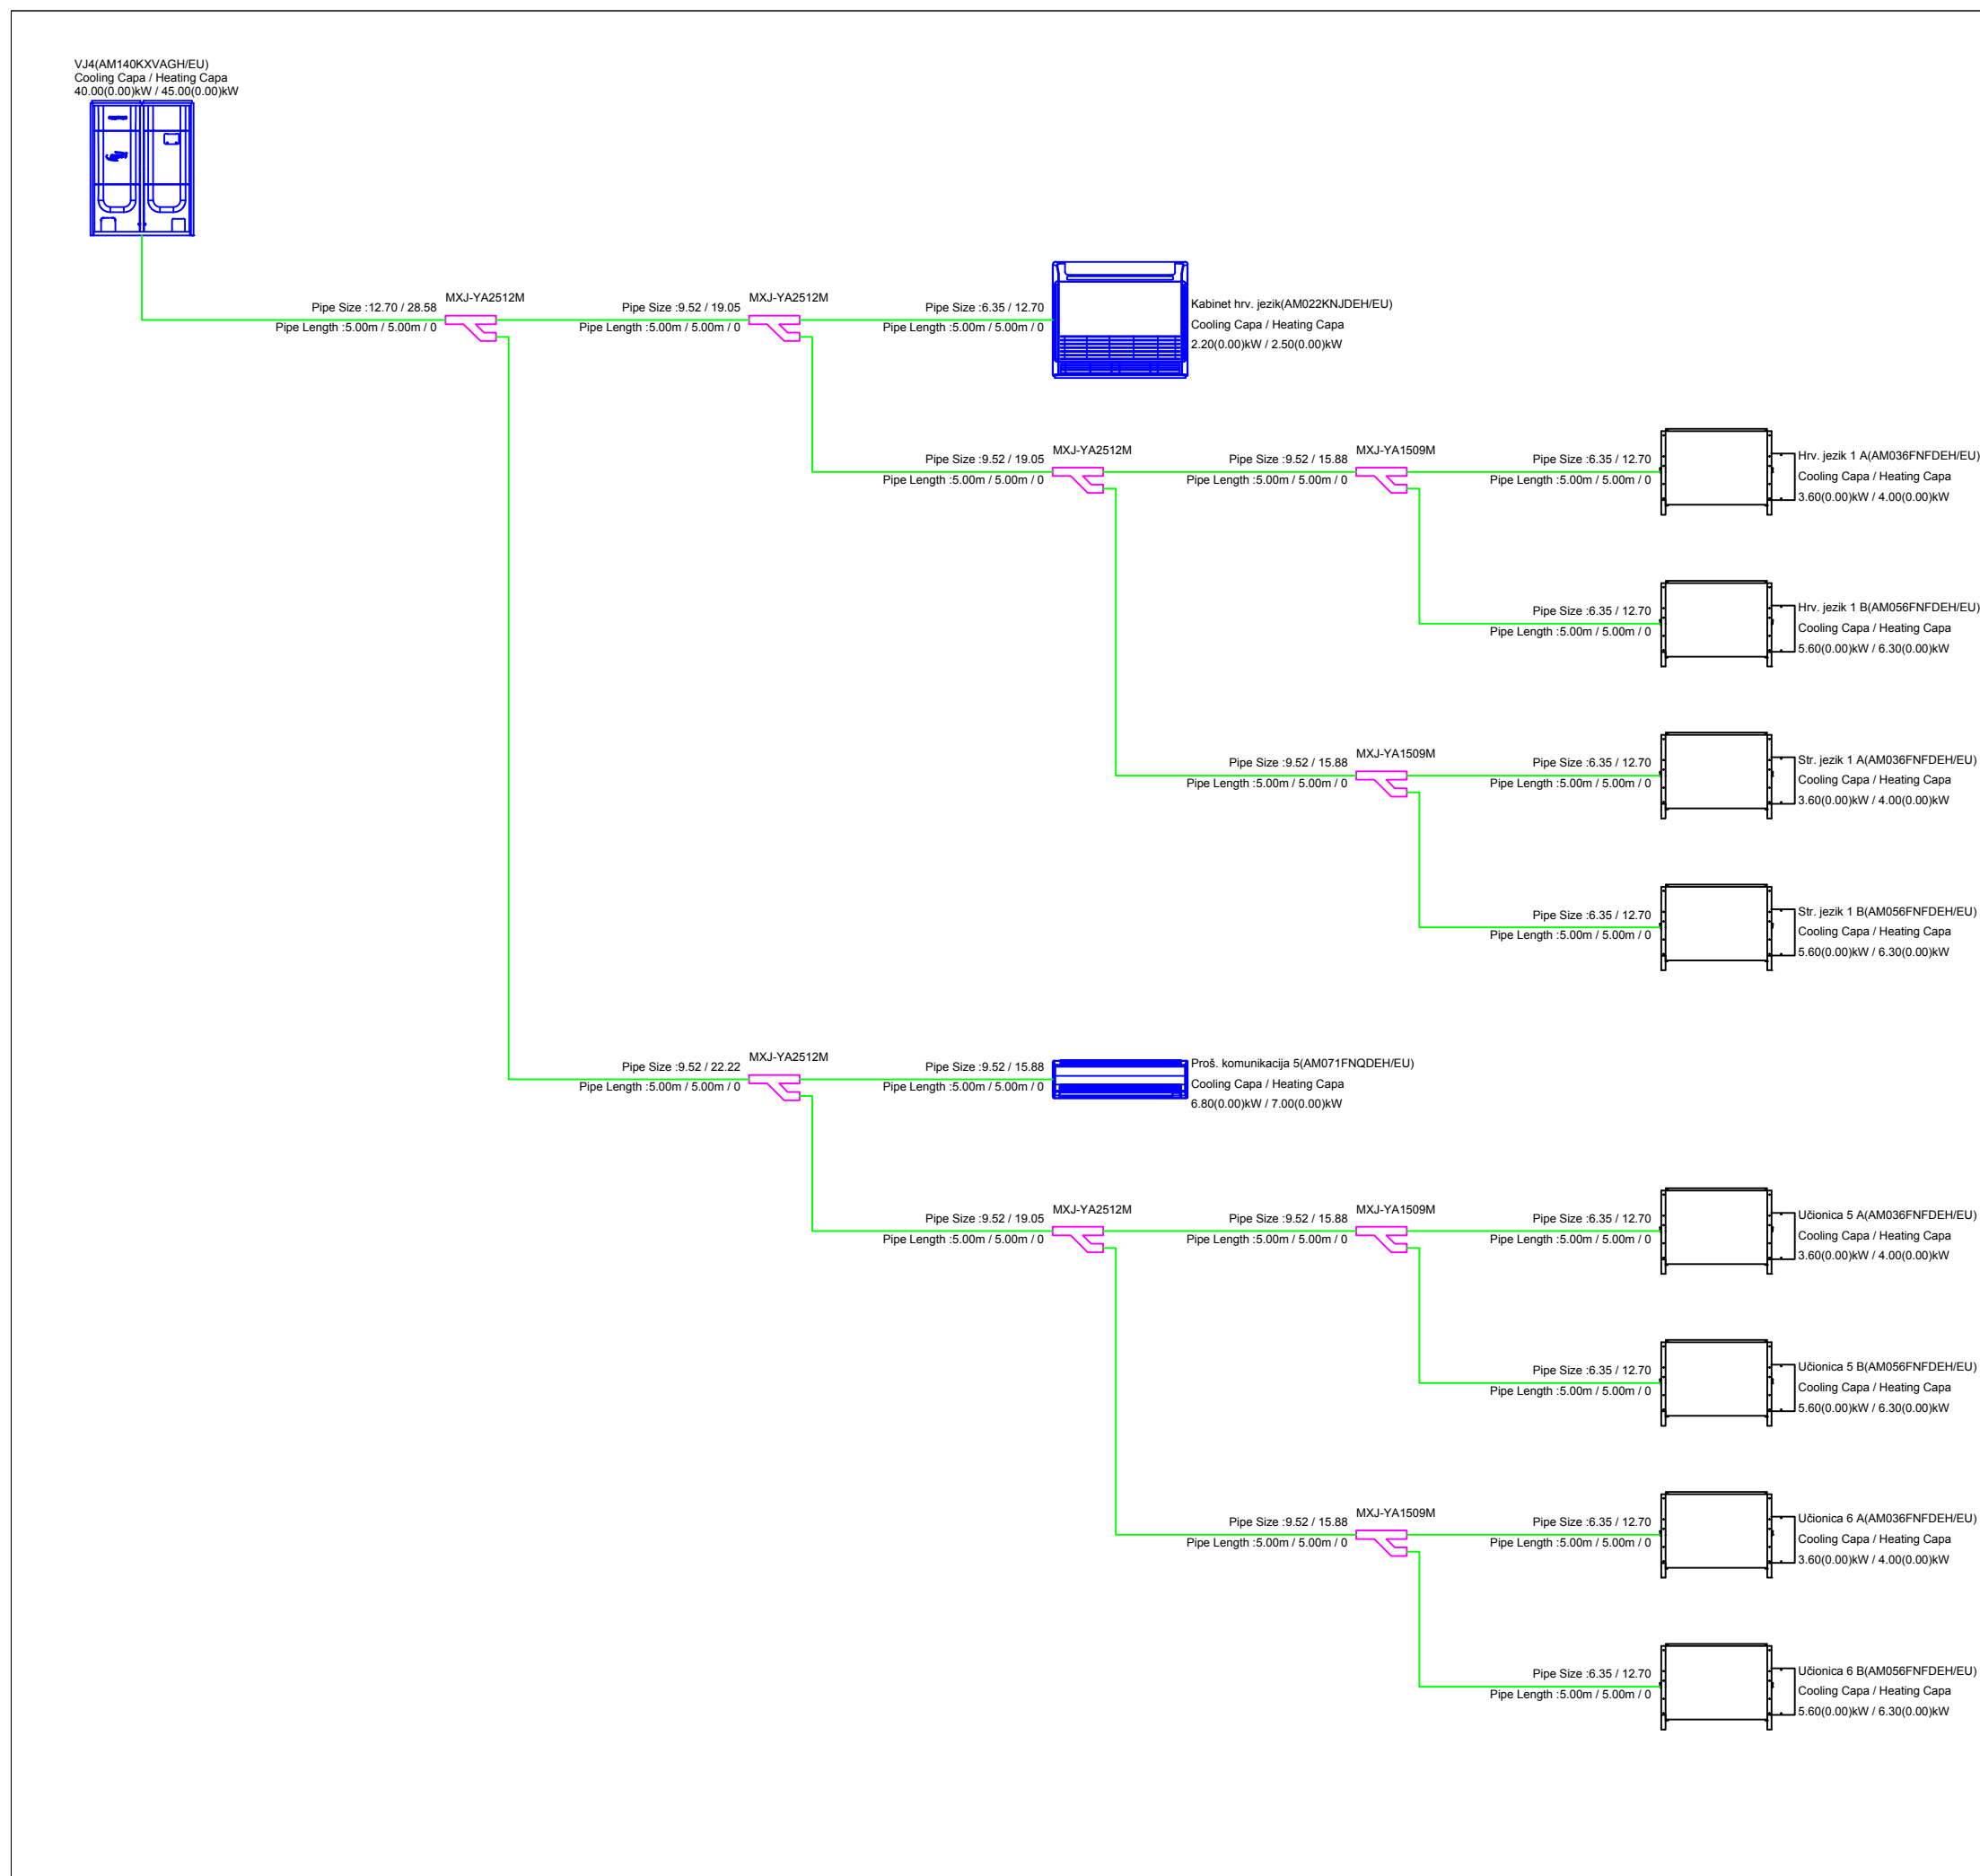 VJ4(AM140KXVAGH/EU)
Cooling Capa / Heating Capa
40.00(0.00)kW / 45.00(0.00)kW
Pipe Size :12.70 / 28.58
Pipe Length :5.00m / 5.00m / 0
MXJ-YA2512M
Pipe Size :9.52 / 19.05
Pipe Length :5.00m / 5.00m / 0
MXJ-YA2512M
Pipe Size :6.35 / 12.70
Pipe Length :5.00m / 5.00m / 0
Kabinet hrv. jezik(AM022KNJDEH/EU)
Cooling Capa / Heating Capa
2.20(0.00)kW / 2.50(0.00)kW
Pipe Size :9.52 / 19.05
Pipe Length :5.00m / 5.00m / 0
MXJ-YA2512M
Pipe Size :9.52 / 15.88
Pipe Length :5.00m / 5.00m / 0
MXJ-YA1509M
Pipe Size :6.35 / 12.70
Pipe Length :5.00m / 5.00m / 0
Hrv. jezik 1 A(AM036FNFDEH/EU)
Cooling Capa / Heating Capa
3.60(0.00)kW / 4.00(0.00)kW
Pipe Size :6.35 / 12.70
Pipe Length :5.00m / 5.00m / 0
Hrv. jezik 1 B(AM056FNFDEH/EU)
Cooling Capa / Heating Capa
5.60(0.00)kW / 6.30(0.00)kW
Pipe Size :9.52 / 15.88
Pipe Length :5.00m / 5.00m / 0
MXJ-YA1509M
Pipe Size :6.35 / 12.70
Pipe Length :5.00m / 5.00m / 0
Str. jezik 1 A(AM036FNFDEH/EU)
Cooling Capa / Heating Capa
3.60(0.00)kW / 4.00(0.00)kW
Pipe Size :6.35 / 12.70
Pipe Length :5.00m / 5.00m / 0
Str. jezik 1 B(AM056FNFDEH/EU)
Cooling Capa / Heating Capa
5.60(0.00)kW / 6.30(0.00)kW
Pipe Size :9.52 / 22.22
Pipe Length :5.00m / 5.00m / 0
MXJ-YA2512M
Pipe Size :9.52 / 15.88
Pipe Length :5.00m / 5.00m / 0
Proš. komunikacija 5(AM071FNQDEH/EU)
Cooling Capa / Heating Capa
6.80(0.00)kW / 7.00(0.00)kW
Pipe Size :9.52 / 19.05
Pipe Length :5.00m / 5.00m / 0
MXJ-YA2512M
Pipe Size :9.52 / 15.88
Pipe Length :5.00m / 5.00m / 0
MXJ-YA1509M
Pipe Size :6.35 / 12.70
Pipe Length :5.00m / 5.00m / 0
Učionica 5 A(AM036FNFDEH/EU)
Cooling Capa / Heating Capa
3.60(0.00)kW / 4.00(0.00)kW
Pipe Size :6.35 / 12.70
Pipe Length :5.00m / 5.00m / 0
Učionica 5 B(AM056FNFDEH/EU)
Cooling Capa / Heating Capa
5.60(0.00)kW / 6.30(0.00)kW
Pipe Size :9.52 / 15.88
Pipe Length :5.00m / 5.00m / 0
MXJ-YA1509M
Pipe Size :6.35 / 12.70
Pipe Length :5.00m / 5.00m / 0
Učionica 6 A(AM036FNFDEH/EU)
Cooling Capa / Heating Capa
3.60(0.00)kW / 4.00(0.00)kW
Pipe Size :6.35 / 12.70
Pipe Length :5.00m / 5.00m / 0
Učionica 6 B(AM056FNFDEH/EU)
Cooling Capa / Heating Capa
5.60(0.00)kW / 6.30(0.00)kW